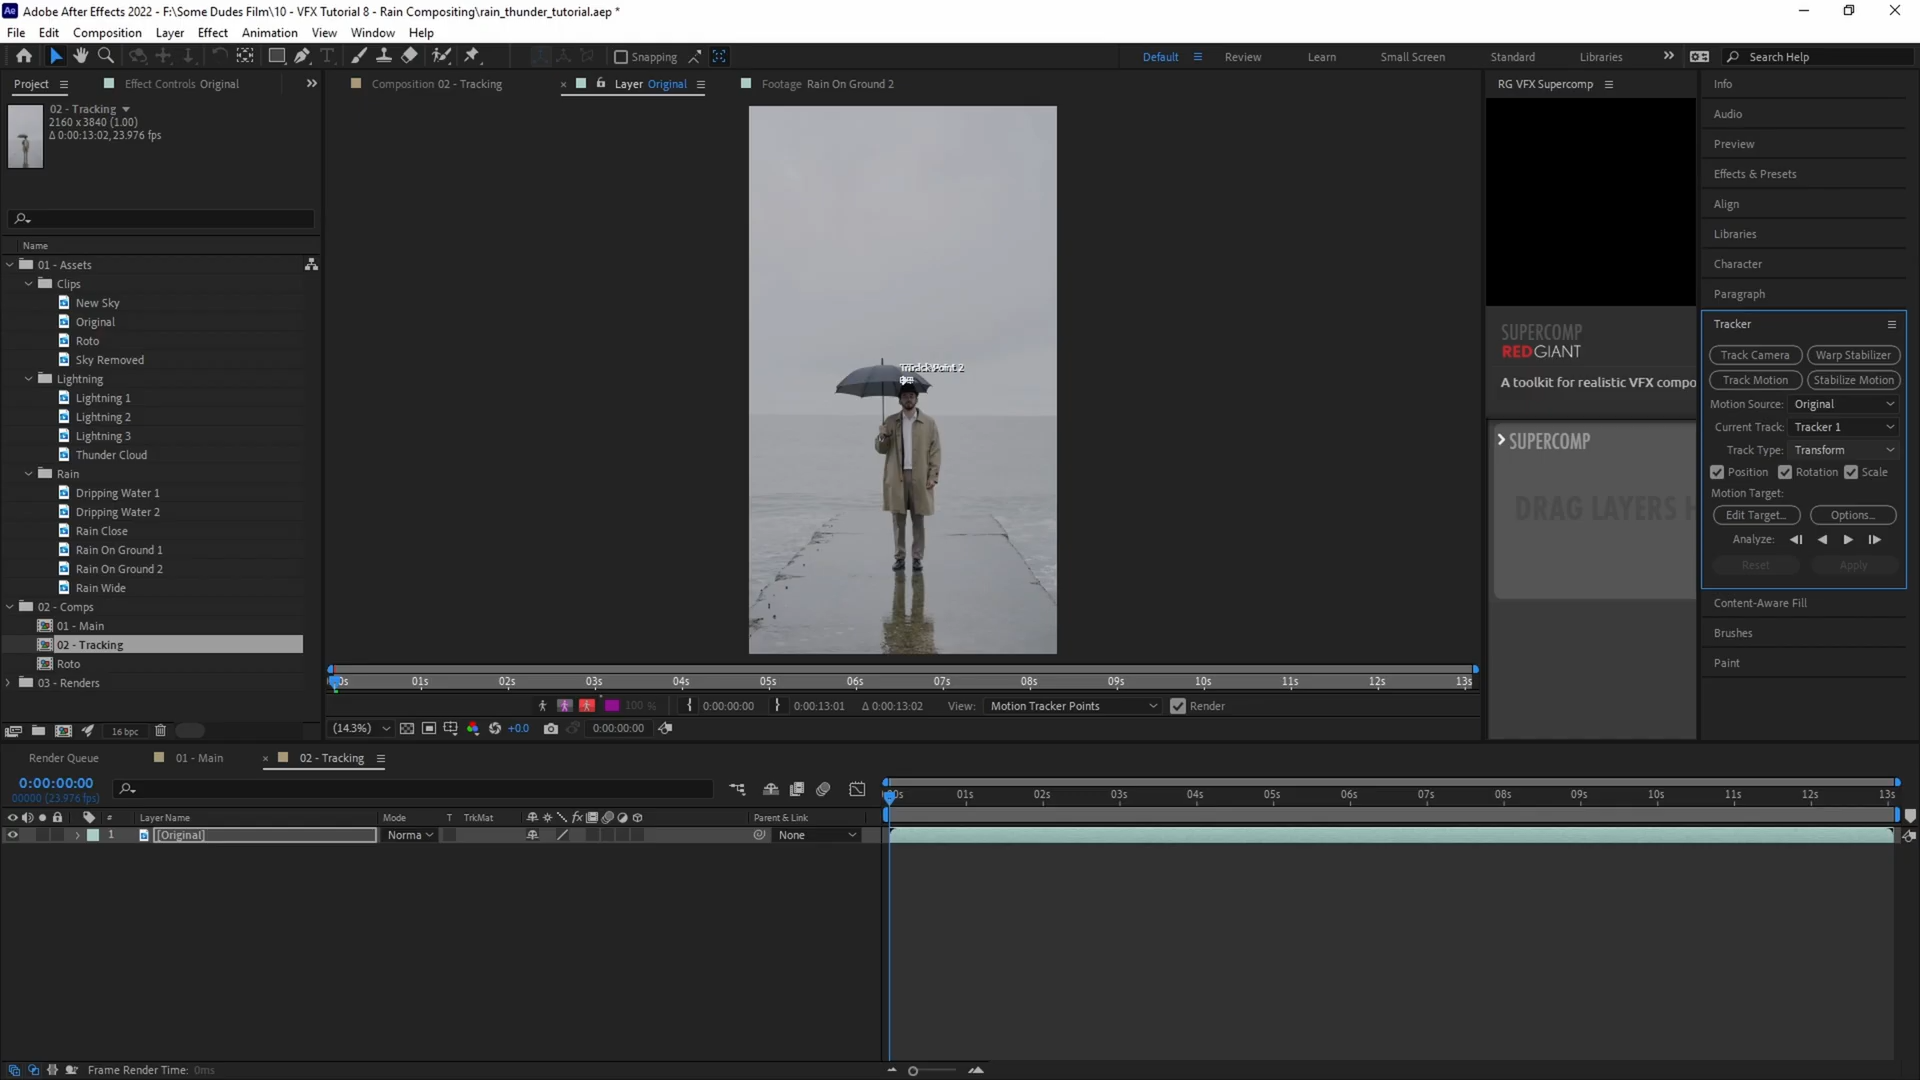 Ae Adobe After Effects 2022 - F:\Some Dudes Film\10 - VFX Tutorial 8 - Rain Compositing\rain_thunder_tutorial.aep *
File Edit Composition Layer Effect Animation View Window Help
Snapping
Default Review Learn Small Screen Standard Libraries Search Help
Project Effect Controls Original
Composition 02 - Tracking
Layer Original
Footage Rain On Ground 2
RG VFX Supercomp
02 - Tracking
2160 x 3840 (1.00)
Δ 0:00:13:02, 23.976 fps
Name
01 - Assets
Clips
New Sky
Original
Roto
Sky Removed
Lightning
Lightning 1
Lightning 2
Lightning 3
Thunder Cloud
Rain
Dripping Water 1
Dripping Water 2
Rain Close
Rain On Ground 1
Rain On Ground 2
Rain Wide
02 - Comps
01 - Main
02 - Tracking
Roto
03 - Renders
16 bpc
Track Point 2
01s 02s 03s 04s 05s 06s 07s 08s 09s 10s 11s 12s 13s
100 %
0:00:00:00
0:00:13:01
Δ 0:00:13:02
View: Motion Tracker Points
Render
(14.3%)
+0.0
0:00:00:00
SUPERCOMP
REDGIANT
A toolkit for realistic VFX compo
SUPERCOMP
DRAG LAYERS H
Info
Audio
Preview
Effects & Presets
Align
Libraries
Character
Paragraph
Tracker
Track Camera Warp Stabilizer
Track Motion Stabilize Motion
Motion Source: Original
Current Track: Tracker 1
Track Type: Transform
Position Rotation Scale
Motion Target:
Edit Target... Options...
Analyze:
Reset Apply
Content-Aware Fill
Brushes
Paint
Render Queue 01 - Main 02 - Tracking
0:00:00:00
00000 (23.976 fps)
# Layer Name Mode T TrkMat fx Parent & Link
1 [Original] Norma None
01s 02s 03s 04s 05s 06s 07s 08s 09s 10s 11s 12s 13s
Frame Render Time: 0ms